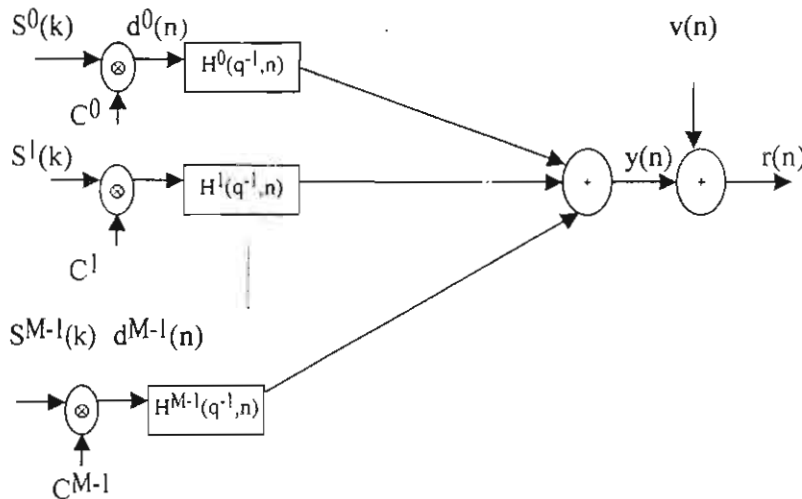 S⁰(k) d⁰(n) v(n)
⊗ H⁰(q⁻¹,n)
C⁰
S¹(k) y(n) r(n)
⊗ H¹(q⁻¹,n) + +
C¹
S^{M-1}(k) d^{M-1}(n)
⊗ H^{M-1}(q⁻¹,n)
C^{M-1}